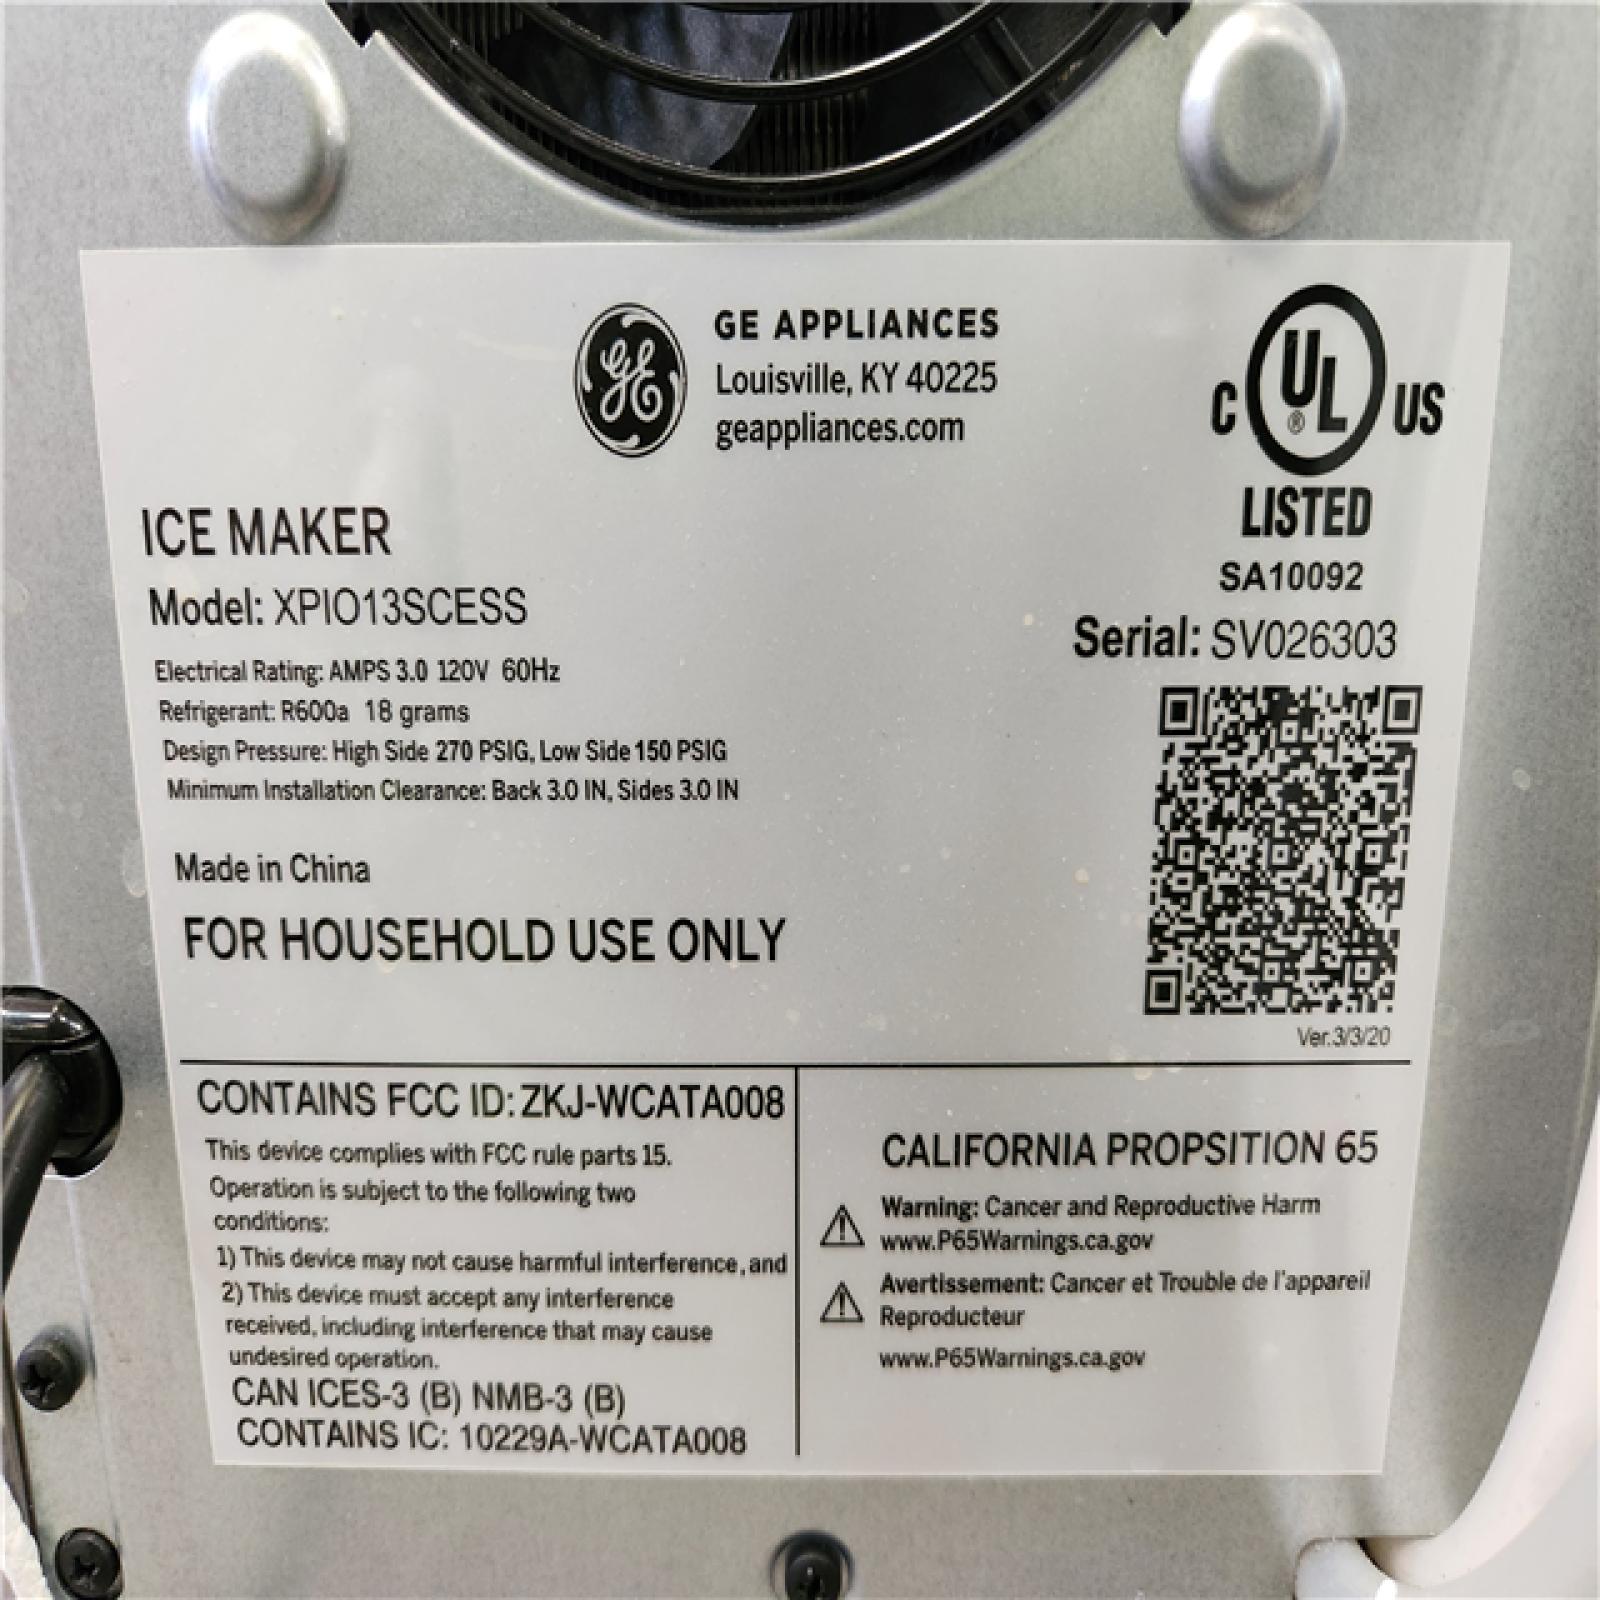 GE
GE APPLIANCES
Louisville, KY 40225
geappliances.com
C UL® US
LISTED
SA10092
ICE MAKER
Model: XPIO13SCESS
Serial: SV026303
Electrical Rating: AMPS 3.0 120V 60Hz
Refrigerant: R600a 18 grams
Design Pressure: High Side 270 PSIG, Low Side 150 PSIG
Minimum Installation Clearance: Back 3.0 IN, Sides 3.0 IN
Made in China
FOR HOUSEHOLD USE ONLY
Ver.3/3/20
CONTAINS FCC ID: ZKJ-WCATA008
This device complies with FCC rule parts 15.
Operation is subject to the following two
conditions:
1) This device may not cause harmful interference, and
2) This device must accept any interference
received, including interference that may cause
undesired operation.
CAN ICES-3 (B) NMB-3 (B)
CONTAINS IC: 10229A-WCATA008
CALIFORNIA PROPSITION 65
Warning: Cancer and Reproductive Harm
www.P65Warnings.ca.gov
Avertissement: Cancer et Trouble de l'appareil
Reproducteur
www.P65Warnings.ca.gov